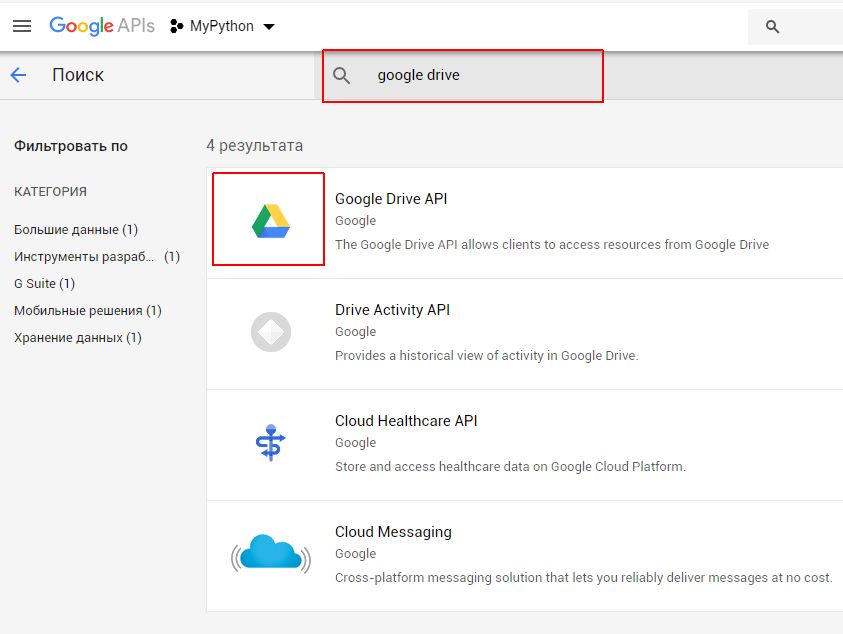 Google APIs MyPython
Поиск
google drive
Фильтровать по
КАТЕГОРИЯ
Большие данные (1)
Инструменты разраб... (1)
G Suite (1)
Мобильные решения (1)
Хранение данных (1)
4 результата
Google Drive API
Google
The Google Drive API allows clients to access resources from Google Drive
Drive Activity API
Google
Provides a historical view of activity in Google Drive.
Cloud Healthcare API
Google
Store and access healthcare data on Google Cloud Platform.
Cloud Messaging
Google
Cross-platform messaging solution that lets you reliably deliver messages at no cost.